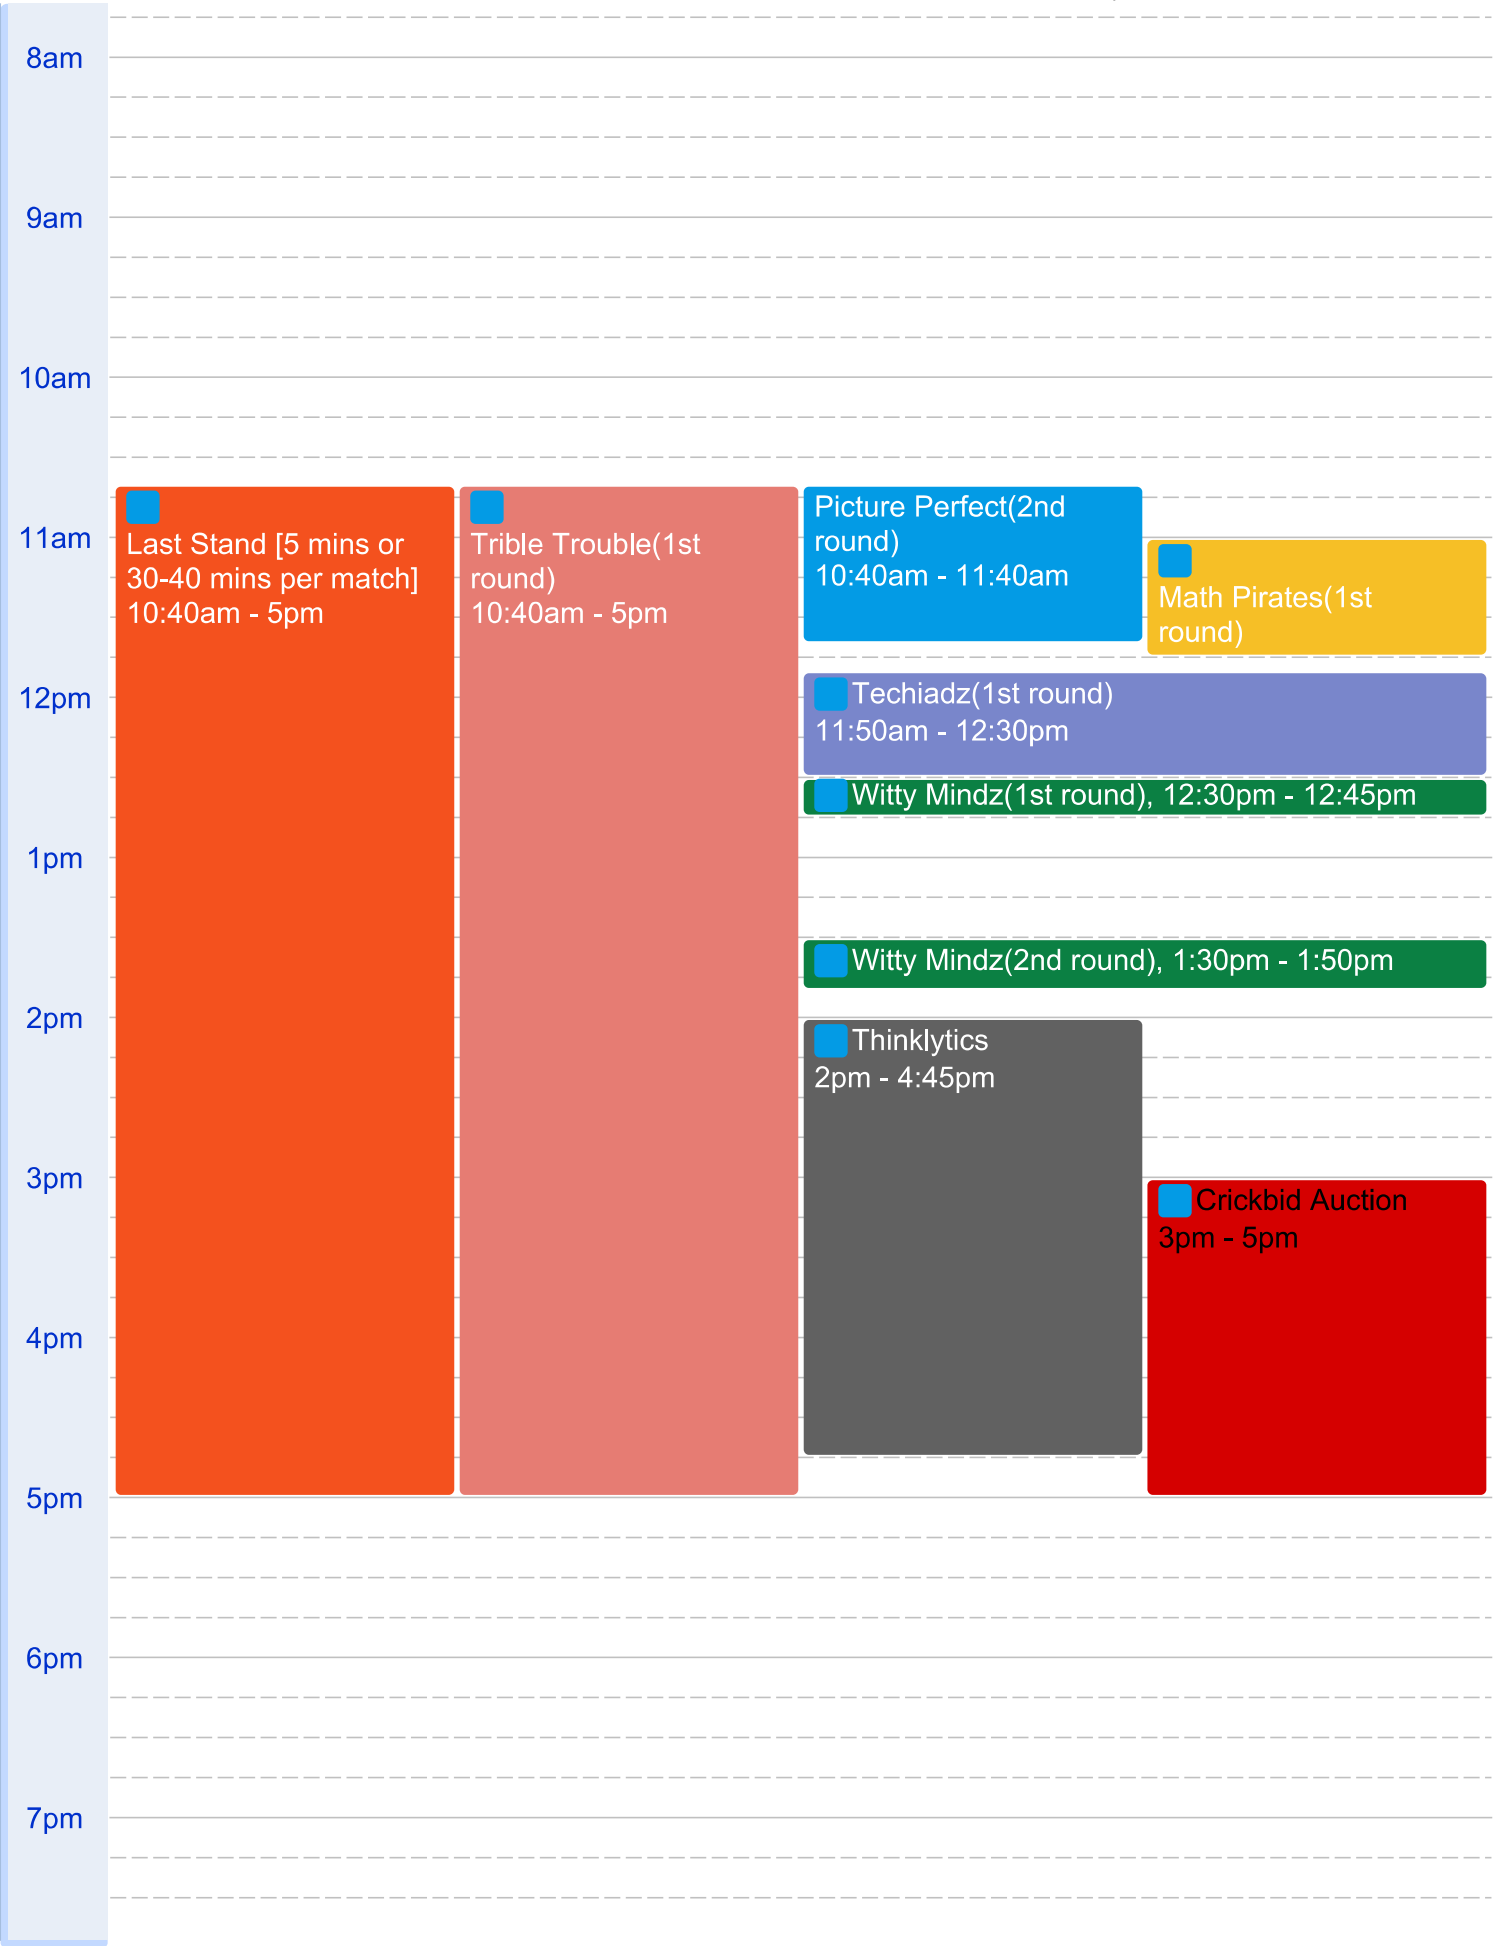 8am
9am
10am
11am
12pm
1pm
2pm
3pm
4pm
5pm
6pm
7pm
Last Stand [5 mins or
30-40 mins per match]
10:40am - 5pm
Trible Trouble(1st
round)
10:40am - 5pm
Picture Perfect(2nd
round)
10:40am - 11:40am
Math Pirates(1st
round)
Techiadz(1st round)
11:50am - 12:30pm
Witty Mindz(1st round), 12:30pm - 12:45pm
Witty Mindz(2nd round), 1:30pm - 1:50pm
Thinklytics
2pm - 4:45pm
Crickbid Auction
3pm - 5pm